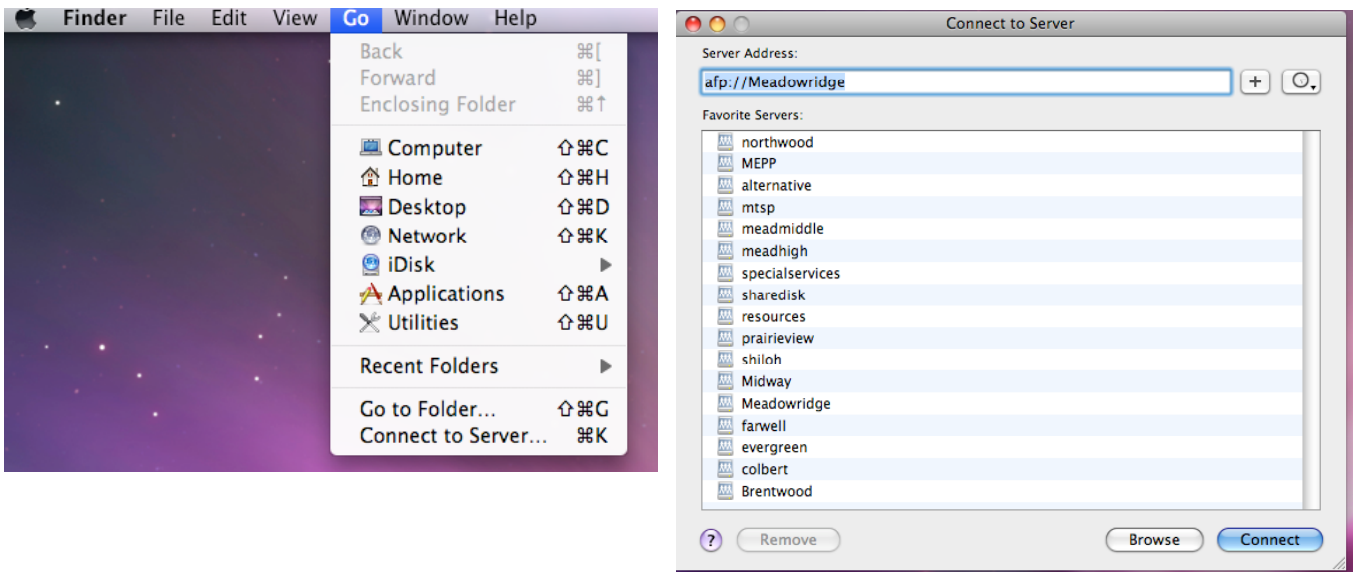 Finder File Edit View Go Window Help
Back ⌘[
Forward ⌘]
Enclosing Folder ⌘↑
Computer ⇧⌘C
Home ⇧⌘H
Desktop ⇧⌘D
Network ⇧⌘K
iDisk ▶
Applications ⇧⌘A
Utilities ⇧⌘U
Recent Folders ▶
Go to Folder... ⇧⌘G
Connect to Server... ⌘K
Connect to Server
Server Address:
afp://Meadowridge
+
Favorite Servers:
northwood
MEPP
alternative
mtsp
meadmiddle
meadhigh
specialservices
sharedisk
resources
prairieview
shiloh
Midway
Meadowridge
farwell
evergreen
colbert
Brentwood
? Remove Browse Connect